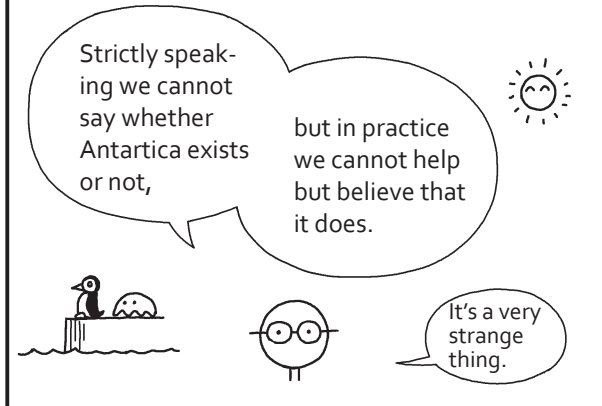 Strictly speak-
ing we cannot
say whether
Antartica exists
or not,
but in practice
we cannot help
but believe that
it does.
It's a very
strange
thing.